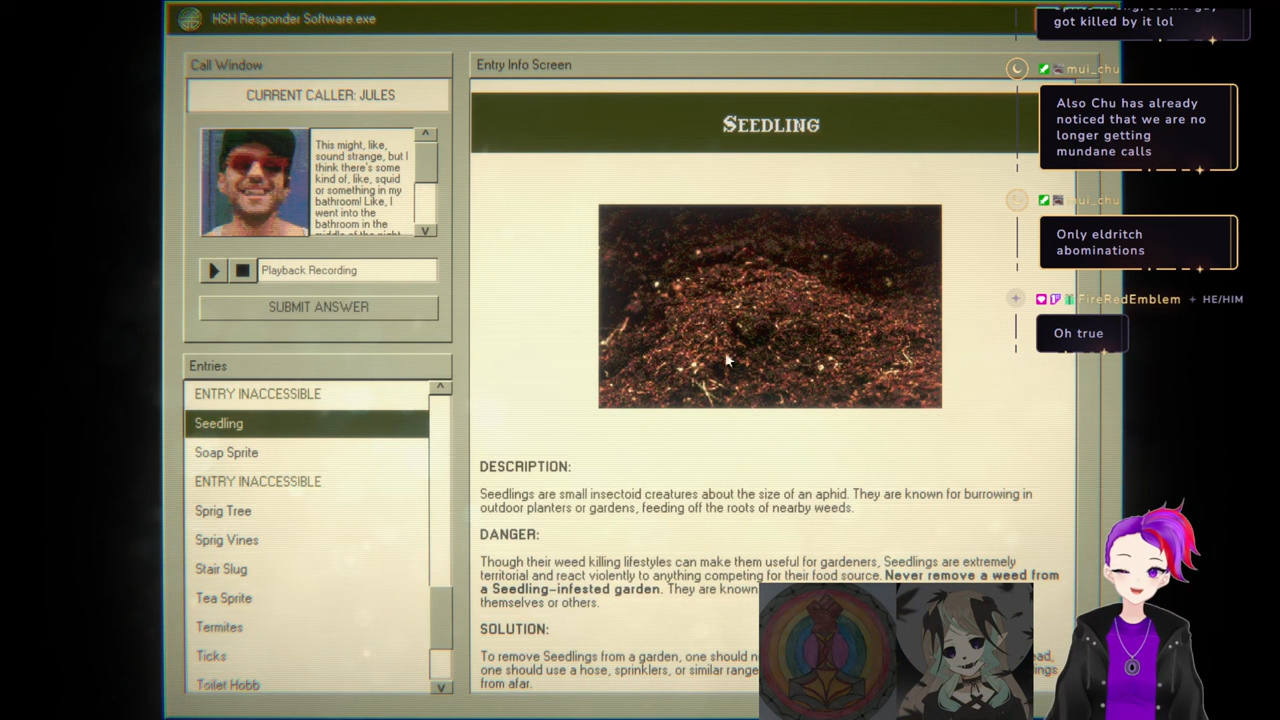 HSH Responder Software.exe
Call Window
CURRENT CALLER: JULES
This might, like,
sound strange, but I
think there's some
kind of, like, squid
or something in my
bathroom! Like, I
went into the
bathroom in the
middle of the night
Playback Recording
SUBMIT ANSWER
Entries
ENTRY INACCESSIBLE
Seedling
Soap Sprite
ENTRY INACCESSIBLE
Sprig Tree
Sprig Vines
Stair Slug
Tea Sprite
Termites
Ticks
Toilet Hobb
Entry Info Screen
SEEDLING
DESCRIPTION:
Seedlings are small insectoid creatures about the size of an aphid. They are known for burrowing in
outdoor planters or gardens, feeding off the roots of nearby weeds.
DANGER:
Though their weed killing lifestyles can make them useful for gardeners, Seedlings are extremely
territorial and react violently to anything competing for their food source. Never remove a weed from
a Seedling-infested garden. They are known
themselves or others.
SOLUTION:
To remove Seedlings from a garden, one should
one should use a hose, sprinklers, or similar
from afar.
got killed by it lol
mui_chu
Also Chu has already
noticed that we are no
longer getting
mundane calls
mui_chu
Only eldritch
abominations
FireRedEmblem + HE/HIM
Oh true